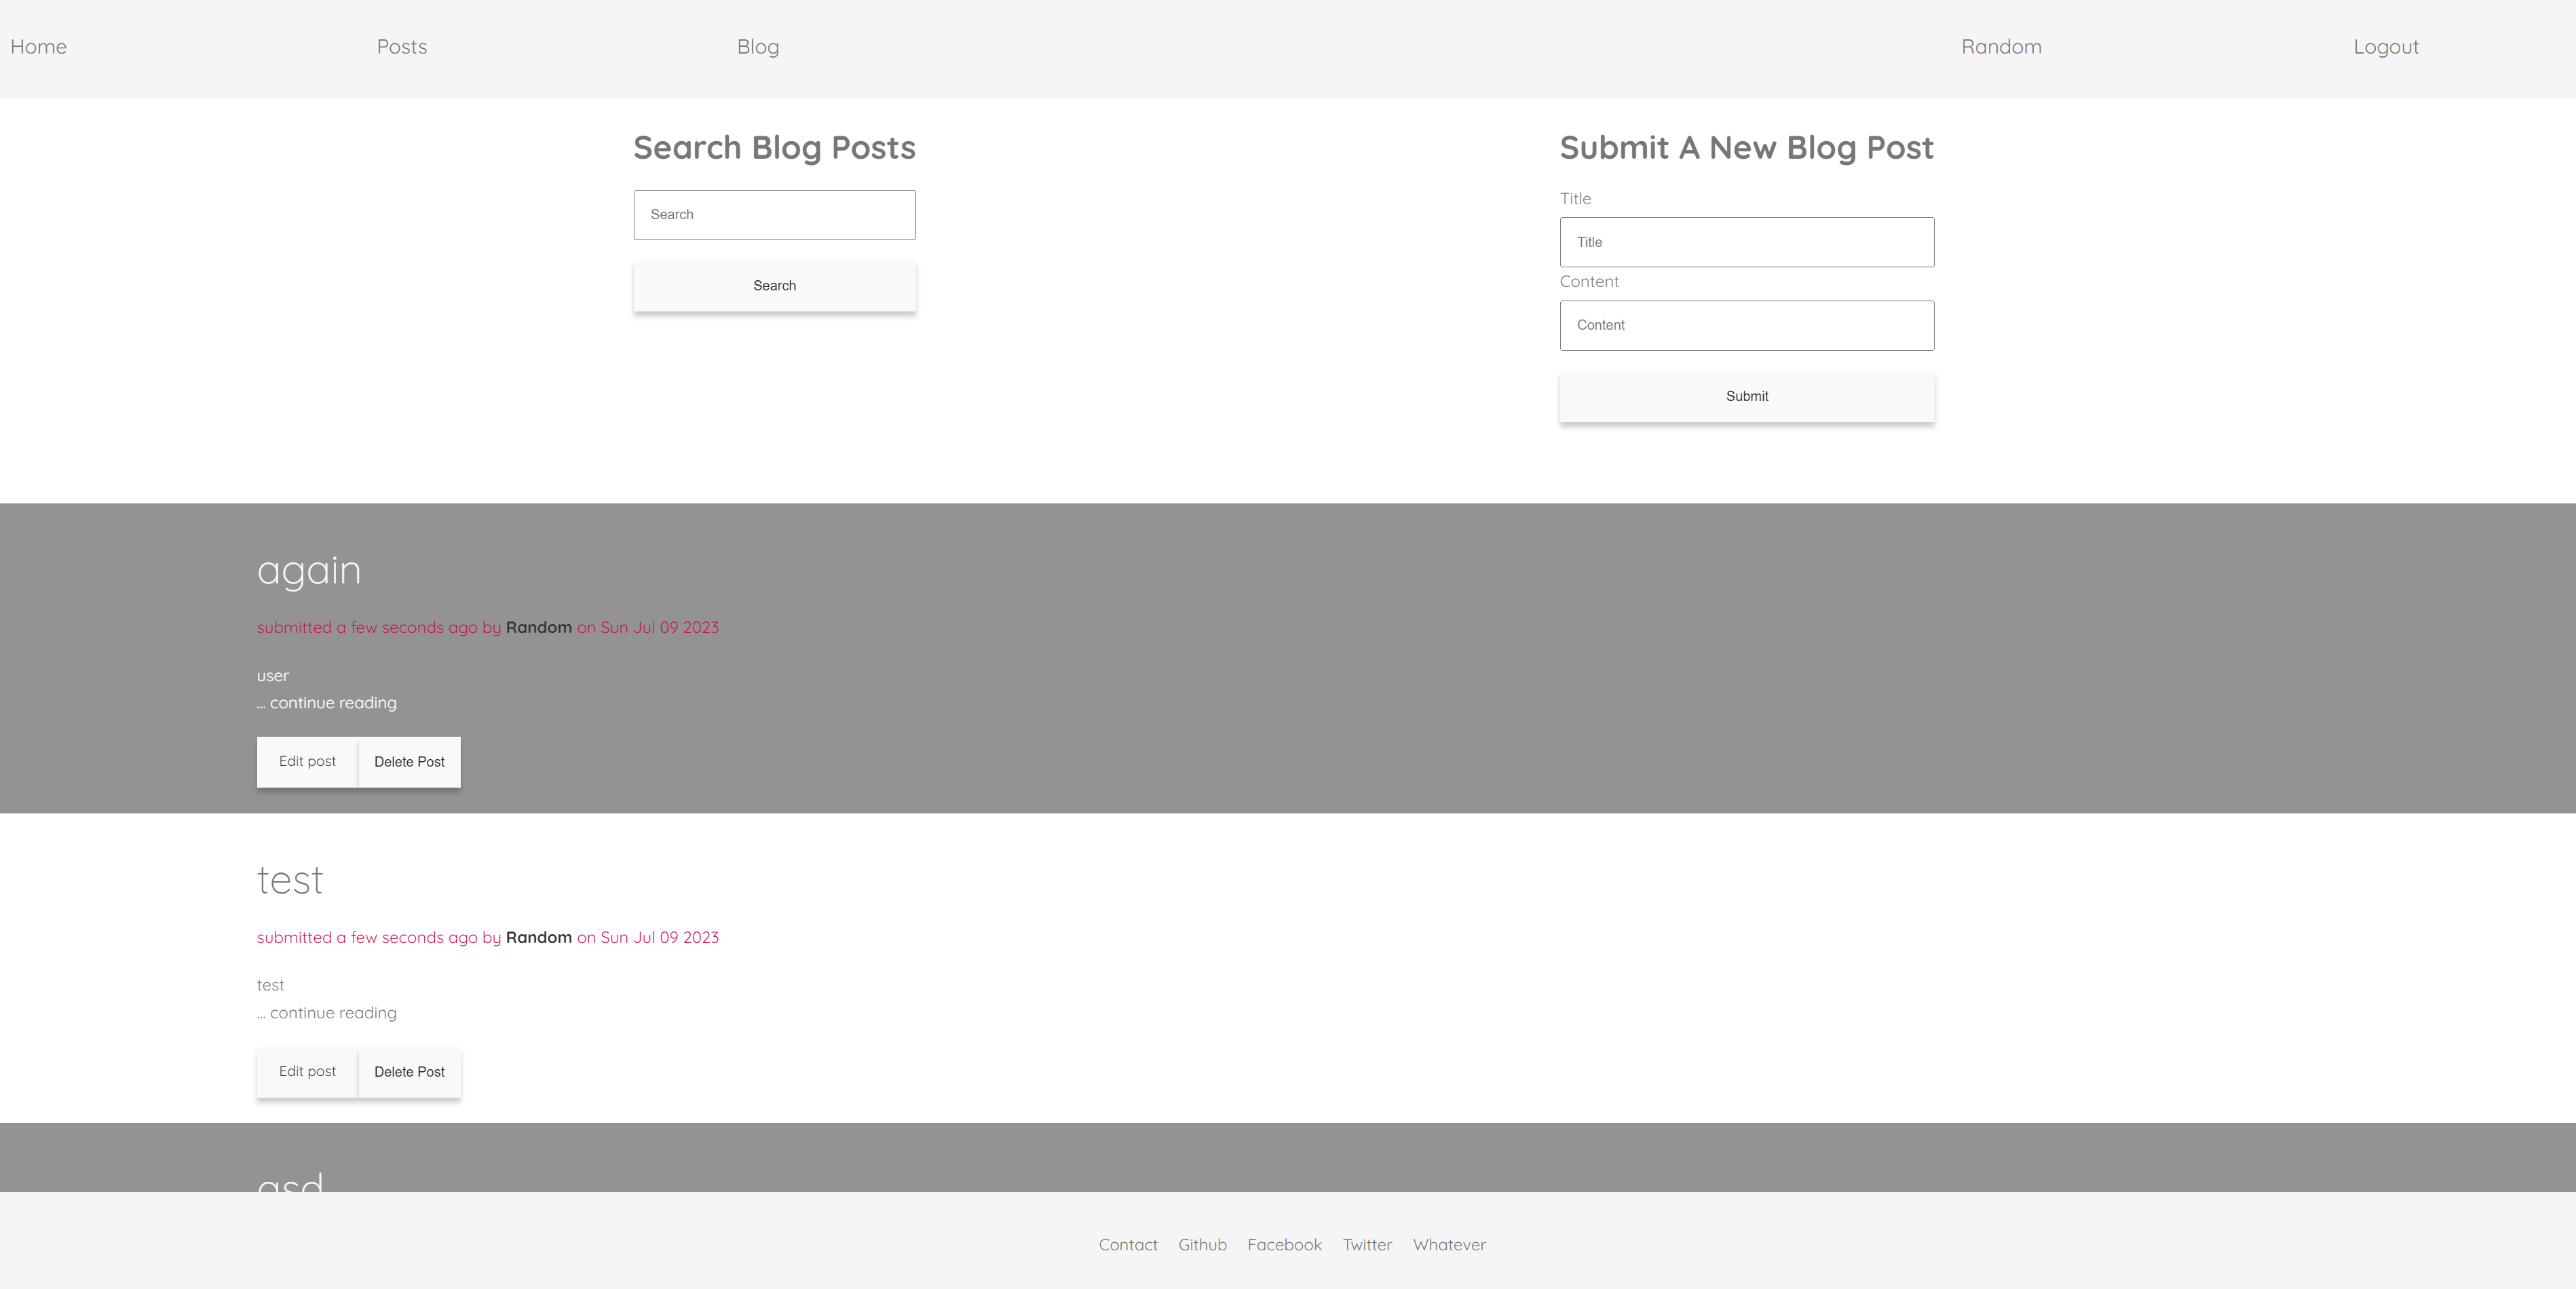 Home Posts Blog Random Logout
Search Blog Posts
Search
Search
Submit A New Blog Post
Title
Title
Content
Content
Submit
again
submitted a few seconds ago by Random on Sun Jul 09 2023
user
... continue reading
Edit post Delete Post
test
submitted a few seconds ago by Random on Sun Jul 09 2023
test
... continue reading
Edit post Delete Post
asd
Contact Github Facebook Twitter Whatever